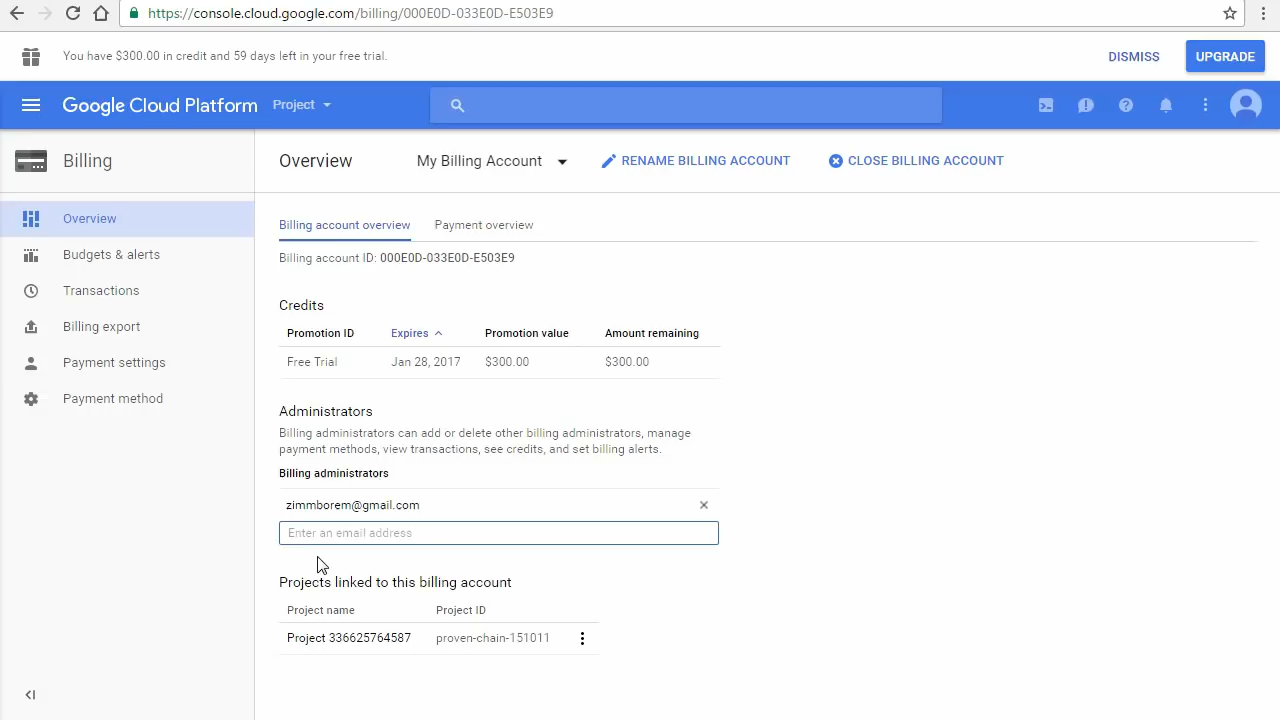 https://console.cloud.google.com/billing/000E0D-033E0D-E503E9
You have $300.00 in credit and 59 days left in your free trial.
DISMISS
UPGRADE
Google Cloud Platform
Project
Billing
Overview
My Billing Account
RENAME BILLING ACCOUNT
CLOSE BILLING ACCOUNT
Overview
Budgets & alerts
Transactions
Billing export
Payment settings
Payment method
Billing account overview
Payment overview
Billing account ID: 000E0D-033E0D-E503E9
Credits
Promotion ID Expires Promotion value Amount remaining
Free Trial Jan 28, 2017 $300.00 $300.00
Administrators
Billing administrators can add or delete other billing administrators, manage
payment methods, view transactions, see credits, and set billing alerts.
Billing administrators
zimmborem@gmail.com
Enter an email address
Projects linked to this billing account
Project name Project ID
Project 336625764587 proven-chain-151011